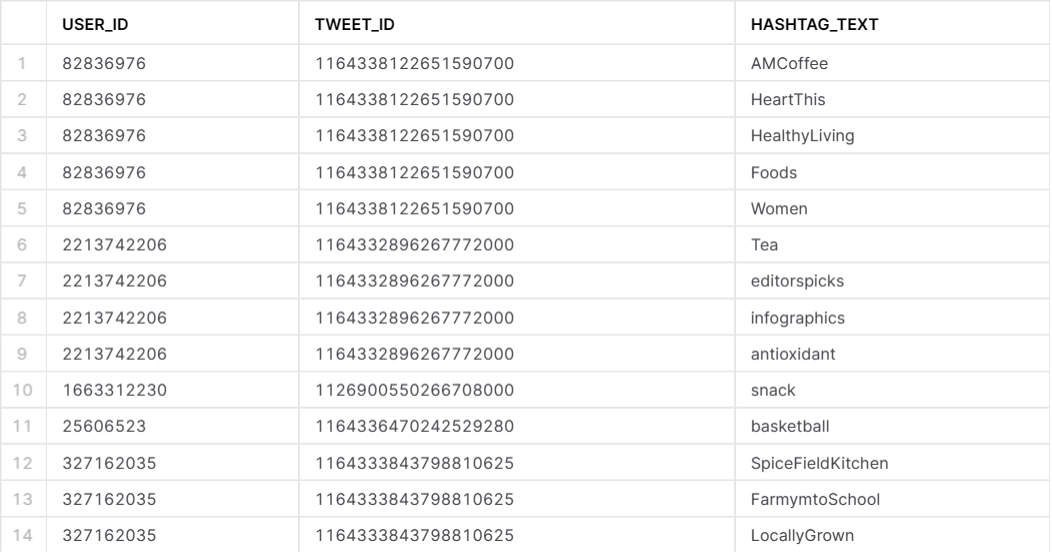 USER_ID TWEET_ID HASHTAG_TEXT
1 82836976 1164338122651590700 AMCoffee
2 82836976 1164338122651590700 HeartThis
3 82836976 1164338122651590700 HealthyLiving
4 82836976 1164338122651590700 Foods
5 82836976 1164338122651590700 Women
6 2213742206 1164332896267772000 Tea
7 2213742206 1164332896267772000 editorspicks
8 2213742206 1164332896267772000 infographics
9 2213742206 1164332896267772000 antioxidant
10 1663312230 1126900550266708000 snack
11 25606523 1164336470242529280 basketball
12 327162035 1164333843798810625 SpiceFieldKitchen
13 327162035 1164333843798810625 FarmymtoSchool
14 327162035 1164333843798810625 LocallyGrown